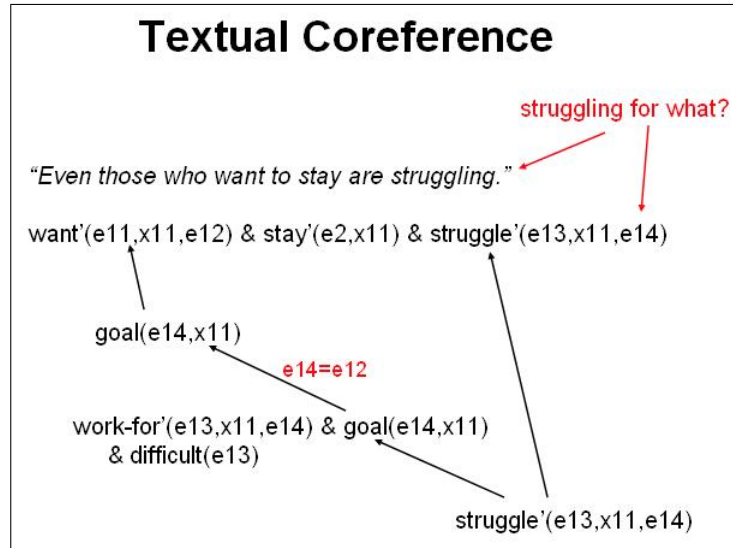 Textual Coreference
struggling for what?
“Even those who want to stay are struggling.”
want’(e11,x11,e12) & stay’(e2,x11) & struggle’(e13,x11,e14)
goal(e14,x11)
e14=e12
work-for’(e13,x11,e14) & goal(e14,x11)
& difficult(e13)
struggle’(e13,x11,e14)